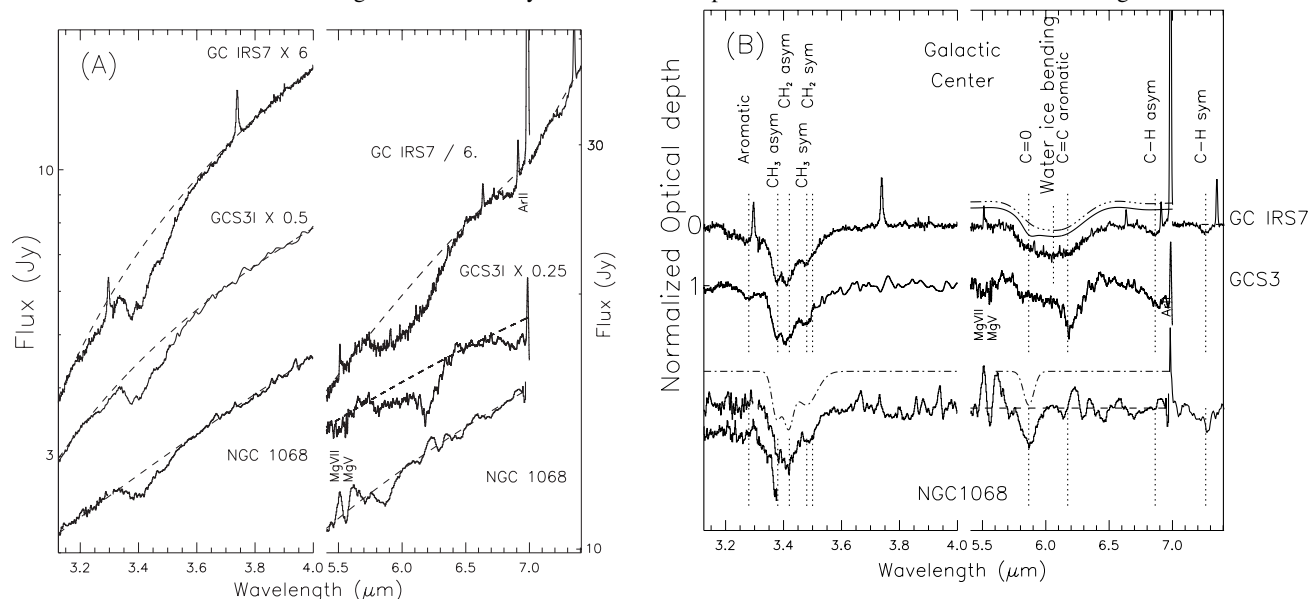 (A)
GC IRS7 X 6
GCS3I X 0.5
NGC 1068
GC IRS7 / 6.
ArII
GCS3I X 0.25
MgVII
MgV
NGC 1068
10
3
30
10
Flux (Jy)
Flux (Jy)
3.2 3.4 3.6 3.8 4.0 5.5 6.0 6.5 7.0
Wavelength (μm)
(B)
Galactic
Center
Aromatic
CH₃ asym
CH₂ asym
CH₃ sym
CH₂ sym
C=O
Water ice bending
C=C aromatic
C-H asym
C-H sym
Normalized Optical depth
0
1
GC IRS7
GCS3
MgVII
MgV
NGC1068
3.2 3.4 3.6 3.8 4.0 5.5 6.0 6.5 7.0
Wavelength (μm)